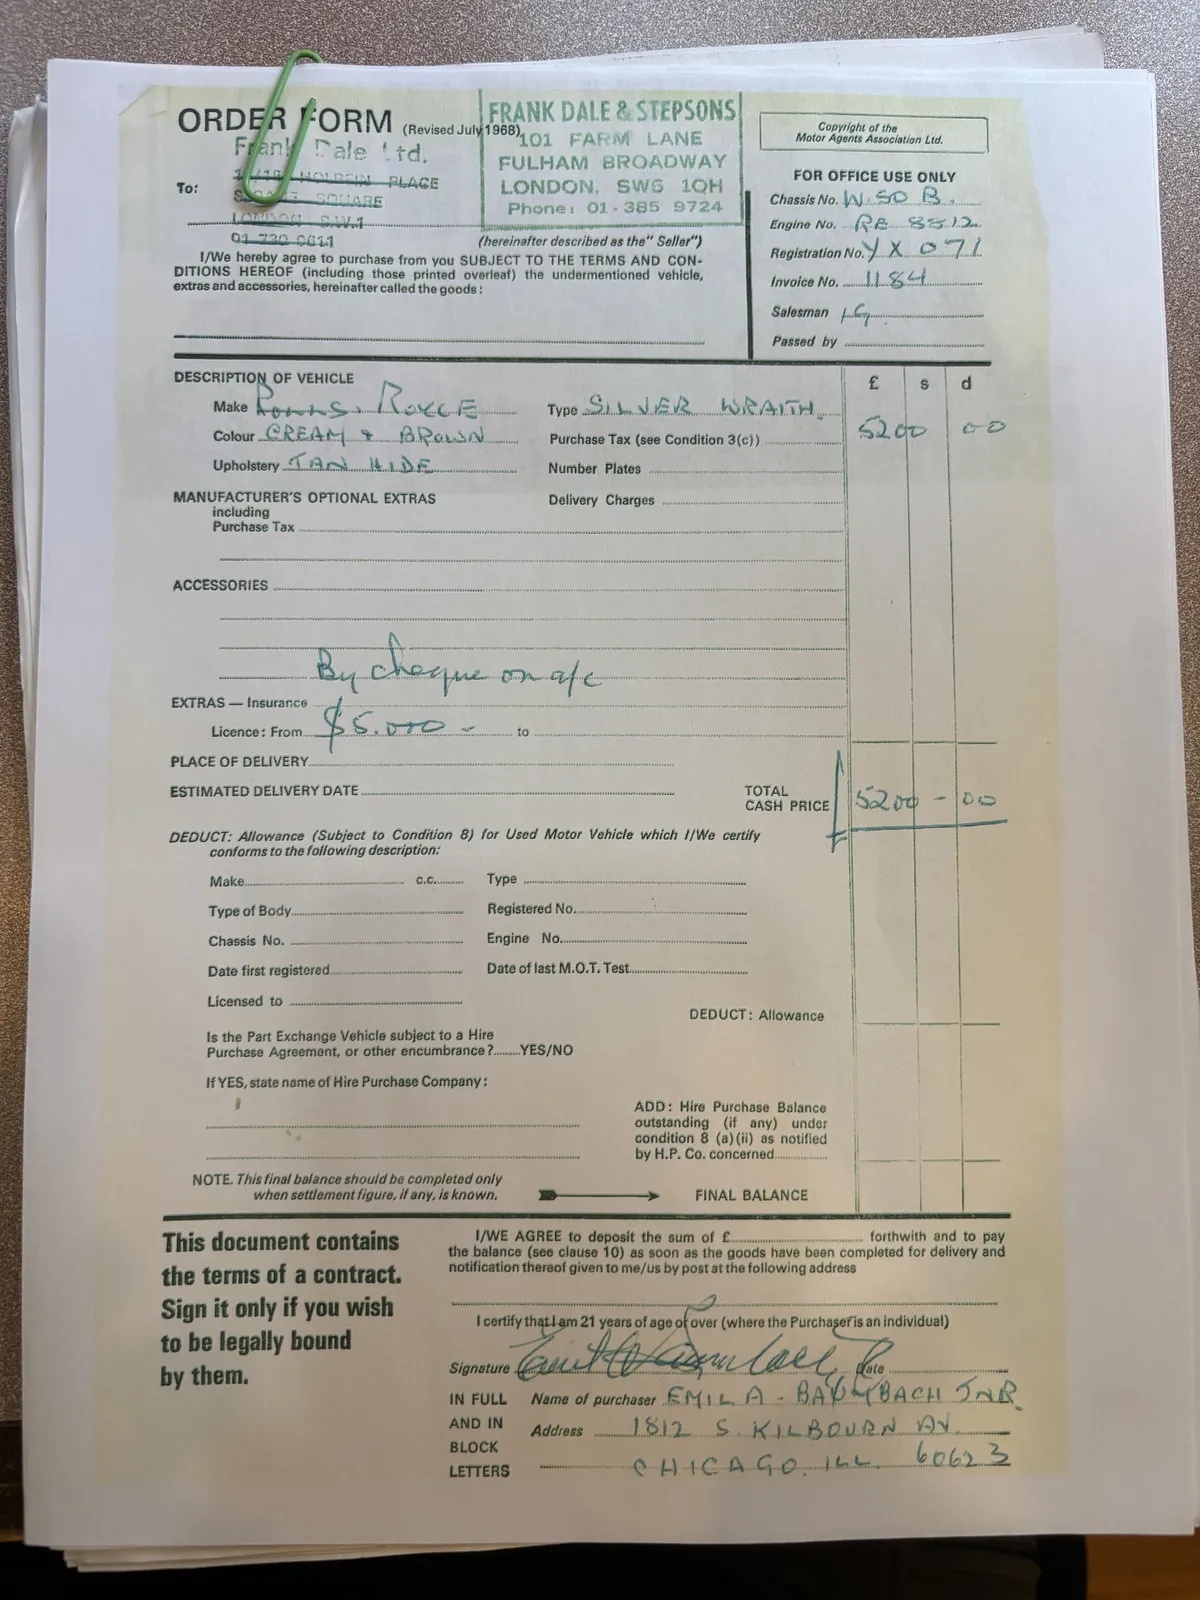 ORDER FORM (Revised July 1968)
Frank Dale Ltd.
HOLBEIN PLACE
To: SLOANE SQUARE
LONDON S.W.1
01 730 0611
FRANK DALE & STEPSONS
101 FARM LANE
FULHAM BROADWAY
LONDON, SW6 1QH
Phone: 01-385 9724
(hereinafter described as the" Seller")
I/We hereby agree to purchase from you SUBJECT TO THE TERMS AND CON-
DITIONS HEREOF (including those printed overleaf) the undermentioned vehicle,
extras and accessories, hereinafter called the goods:
Copyright of the
Motor Agents Association Ltd.
FOR OFFICE USE ONLY
Chassis No. W.50 B.
Engine No. RE 8812
Registration No. YX 071
Invoice No. 1184
Salesman
Passed by
DESCRIPTION OF VEHICLE £ s d
Make ROLLS. ROYCE Type SILVER WRAITH. 5200 00
Colour CREAM & BROWN Purchase Tax (see Condition 3(c))
Upholstery TAN HIDE Number Plates
MANUFACTURER'S OPTIONAL EXTRAS Delivery Charges
including
Purchase Tax
ACCESSORIES
By cheque on a/c
EXTRAS — Insurance
Licence: From $5.000 - to
PLACE OF DELIVERY
ESTIMATED DELIVERY DATE TOTAL
CASH PRICE £ 5200 - 00
DEDUCT: Allowance (Subject to Condition 8) for Used Motor Vehicle which I/We certify
conforms to the following description:
Make c.c. Type
Type of Body Registered No.
Chassis No. Engine No.
Date first registered Date of last M.O.T. Test
Licensed to
DEDUCT: Allowance
Is the Part Exchange Vehicle subject to a Hire
Purchase Agreement, or other encumbrance? YES/NO
If YES, state name of Hire Purchase Company:
ADD: Hire Purchase Balance
outstanding (if any) under
condition 8 (a)(ii) as notified
by H.P. Co. concerned
NOTE. This final balance should be completed only
when settlement figure, if any, is known. FINAL BALANCE
This document contains
the terms of a contract.
Sign it only if you wish
to be legally bound
by them.
I/WE AGREE to deposit the sum of £ forthwith and to pay
the balance (see clause 10) as soon as the goods have been completed for delivery and
notification thereof given to me/us by post at the following address
I certify that I am 21 years of age or over (where the Purchaser is an individual)
Signature Date
IN FULL Name of purchaser EMIL A. BAUMBACH JNR.
AND IN Address 1812 S. KILBOURN AV.
BLOCK
LETTERS CHICAGO. ILL. 60623